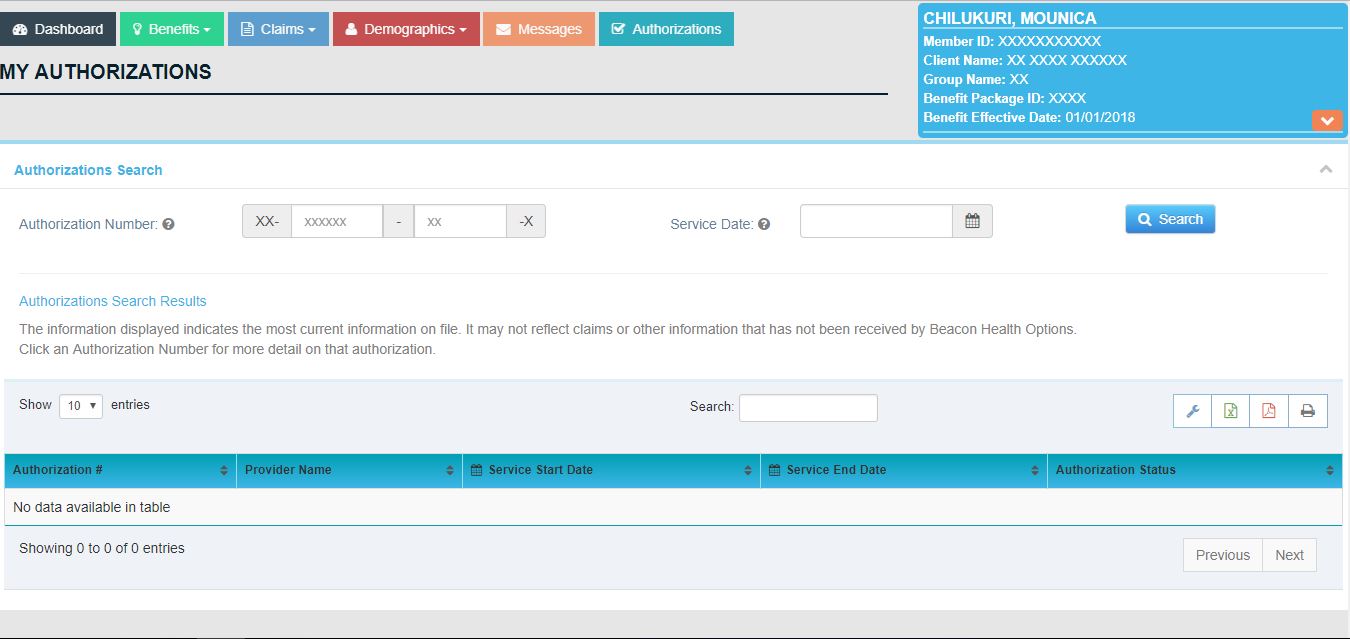 Dashboard Benefits Claims Demographics Messages Authorizations
MY AUTHORIZATIONS
CHILUKURI, MOUNICA
Member ID: XXXXXXXXXXX
Client Name: XX XXXX XXXXXX
Group Name: XX
Benefit Package ID: XXXX
Benefit Effective Date: 01/01/2018
Authorizations Search
Authorization Number: ? XX- xxxxxx - xx -X Service Date: ? Search
Authorizations Search Results
The information displayed indicates the most current information on file. It may not reflect claims or other information that has not been received by Beacon Health Options.
Click an Authorization Number for more detail on that authorization.
Show 10 entries Search:
Authorization # Provider Name Service Start Date Service End Date Authorization Status
No data available in table
Showing 0 to 0 of 0 entries Previous Next